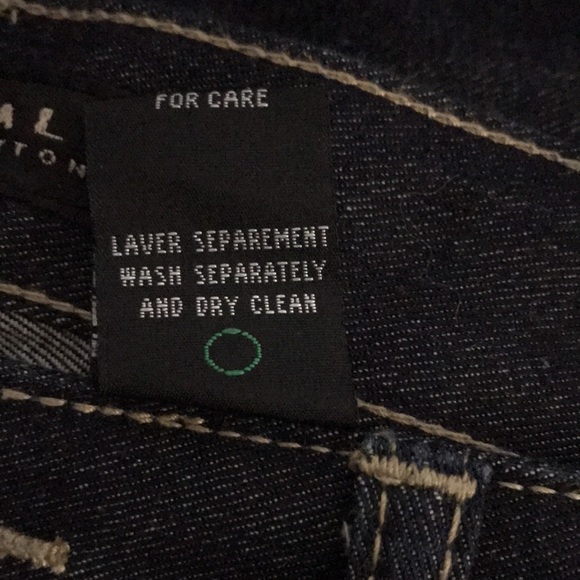 FOR CARE
LAVER SEPAREMENT
WASH SEPARATELY
AND DRY CLEAN